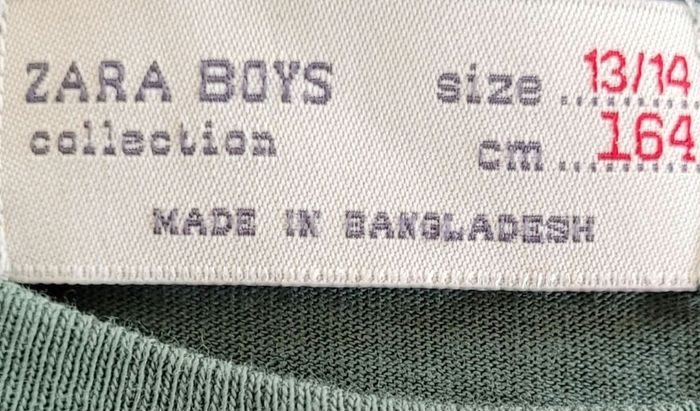 ZARA BOYS size 13/14
collection cm 164
MADE IN BANGLADESH